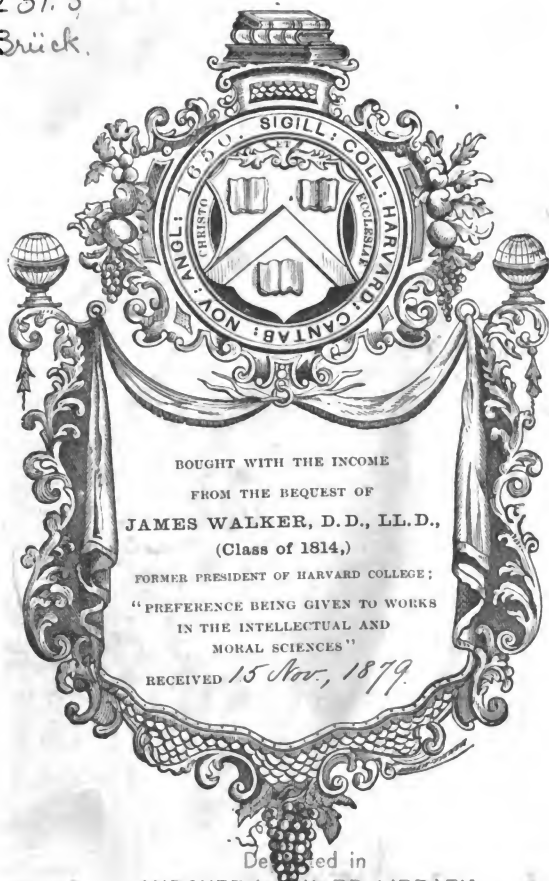 Brück.
SIGILL: COLL: HARVARD: CANTAB: NOV: ANGL: 1650.
ET
CHRISTO
ECCLESIAE
BOUGHT WITH THE INCOME
FROM THE BEQUEST OF
JAMES WALKER, D.D., LL.D.,
(Class of 1814,)
FORMER PRESIDENT OF HARVARD COLLEGE;
"PREFERENCE BEING GIVEN TO WORKS
IN THE INTELLECTUAL AND
MORAL SCIENCES"
RECEIVED 15 Nov., 1879.
in